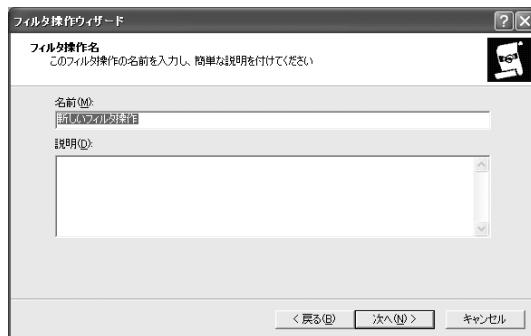 フィルタ操作ウィザード
フィルタ操作名
このフィルタ操作の名前を入力し、簡単な説明を付けてください
名前(M):
新しいフィルタ操作
説明(D):
< 戻る(B) 次へ(N) > キャンセル